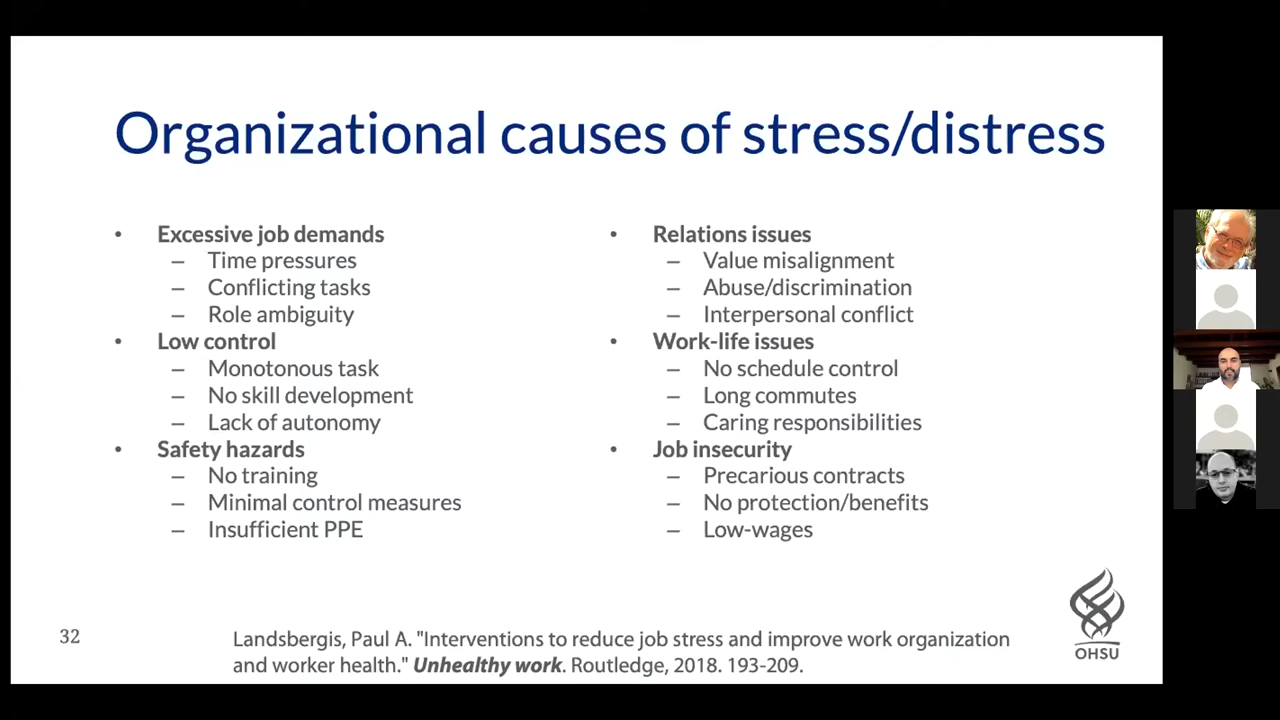 Organizational causes of stress/distress
• Excessive job demands
– Time pressures
– Conflicting tasks
– Role ambiguity
• Low control
– Monotonous task
– No skill development
– Lack of autonomy
• Safety hazards
– No training
– Minimal control measures
– Insufficient PPE
• Relations issues
– Value misalignment
– Abuse/discrimination
– Interpersonal conflict
• Work-life issues
– No schedule control
– Long commutes
– Caring responsibilities
• Job insecurity
– Precarious contracts
– No protection/benefits
– Low-wages
32
Landsbergis, Paul A. "Interventions to reduce job stress and improve work organization
and worker health." Unhealthy work. Routledge, 2018. 193-209.
OHSU